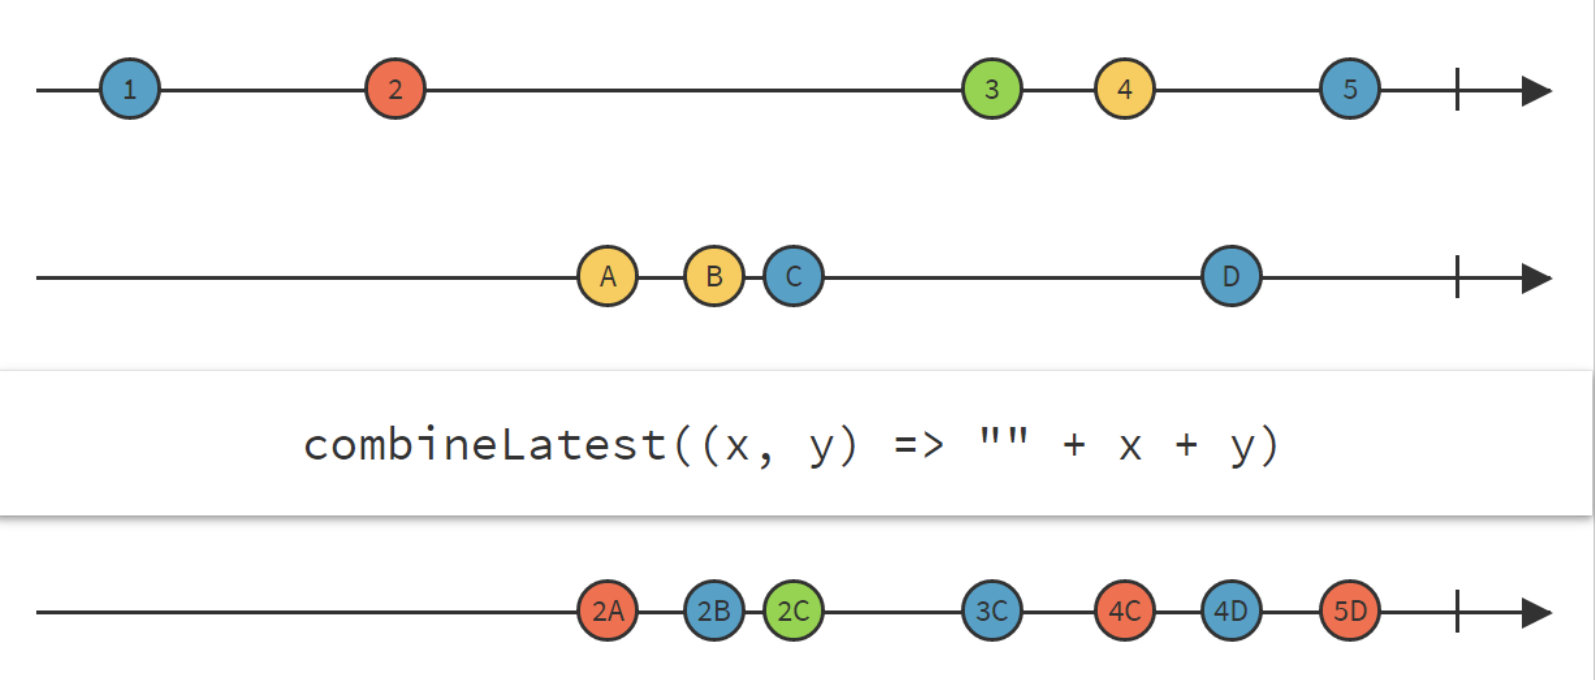 1 2 3 4 5
A B C D
combineLatest((x, y) => "" + x + y)
2A 2B 2C 3C 4C 4D 5D